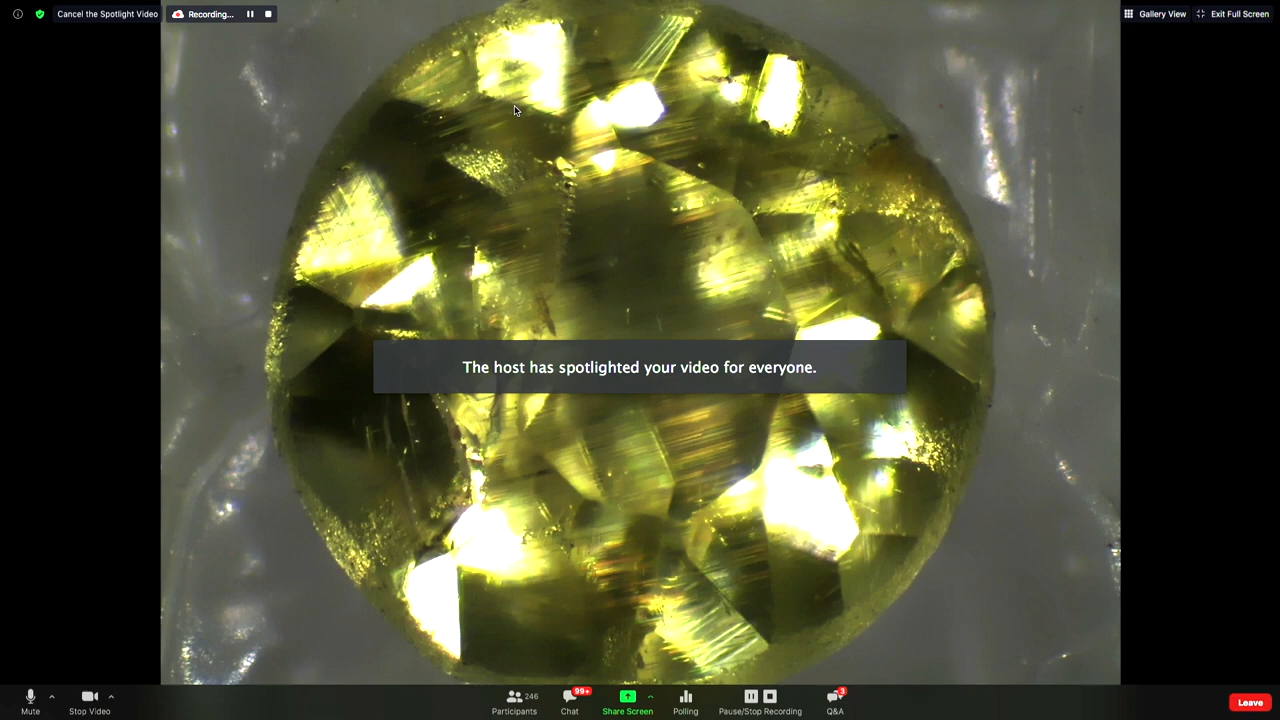 Cancel the Spotlight Video
Recording...
Gallery View
Exit Full Screen
The host has spotlighted your video for everyone.
Mute
Stop Video
246
Participants
99+
Chat
Share Screen
Polling
Pause/Stop Recording
3
Q&A
Leave